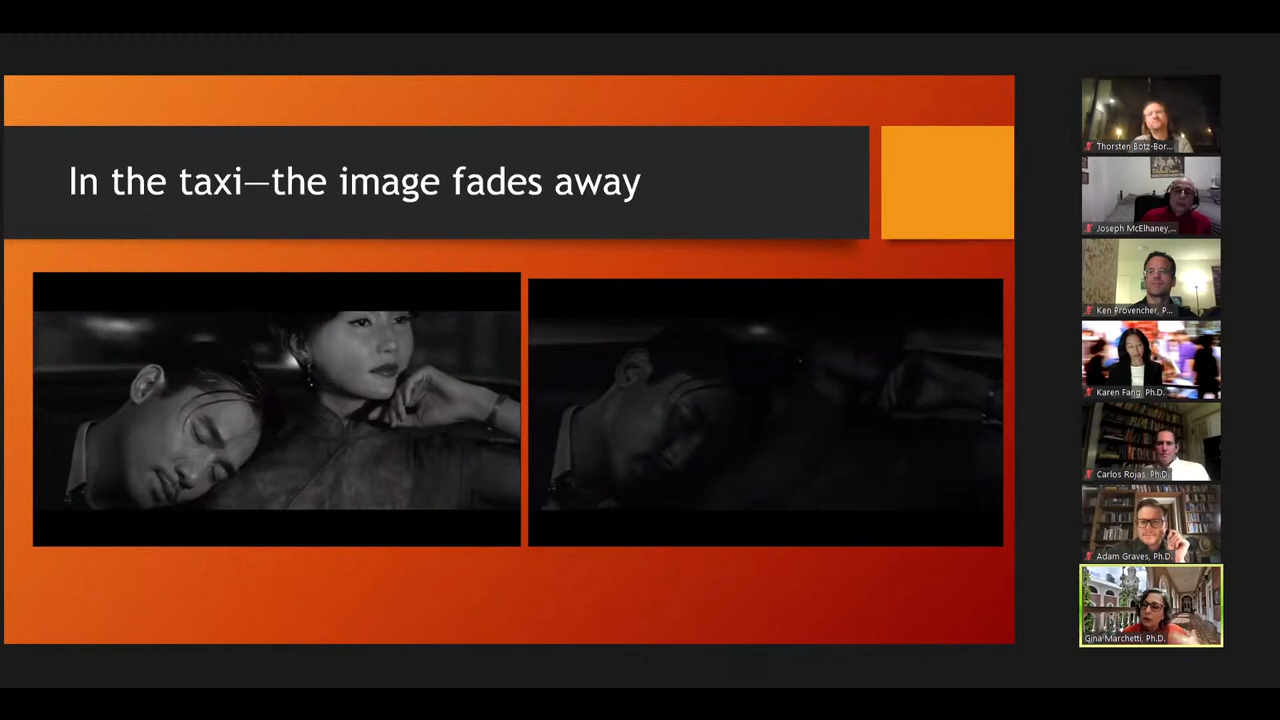 In the taxi—the image fades away
Thorsten Botz-Bor...
Joseph McElhaney,...
Ken Provencher, P...
Karen Fang, Ph.D.
Carlos Rojas, Ph.D.
Adam Graves, Ph.D.
Gina Marchetti, Ph.D.